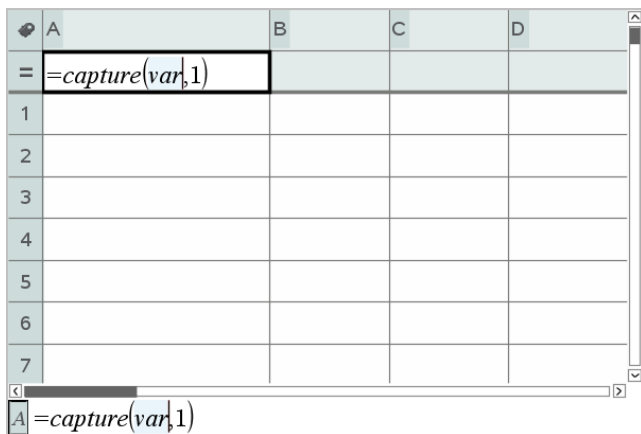 A B C D
= =capture(var,1)
1
2
3
4
5
6
7
A =capture(var,1)